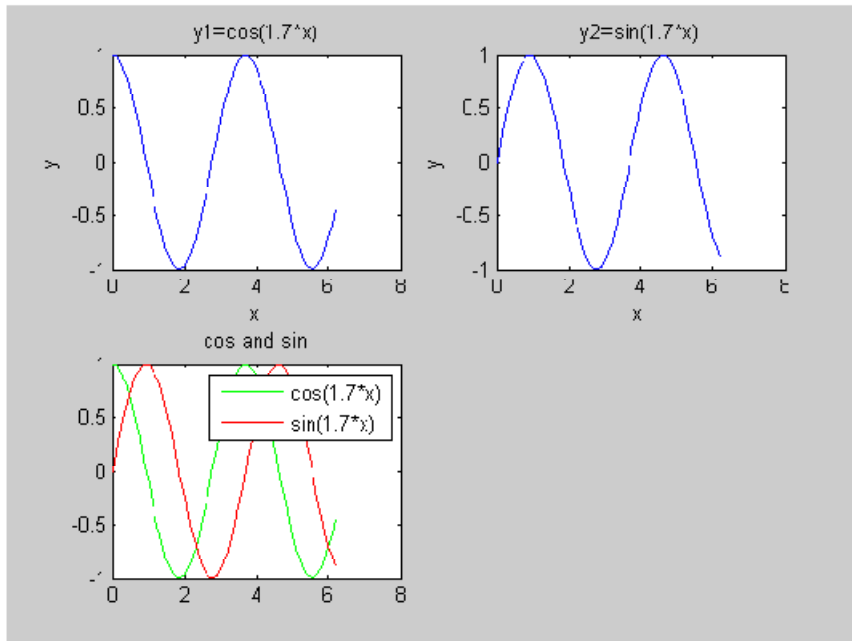 y1=cos(1.7*x)
0.5
0
-0.5
y
0 2 4 6 8
x
y2=sin(1.7*x)
1
0.5
0
-0.5
-1
y
0 2 4 6
x
cos and sin
0.5
0
-0.5
0 2 4 6 8
cos(1.7*x)
sin(1.7*x)